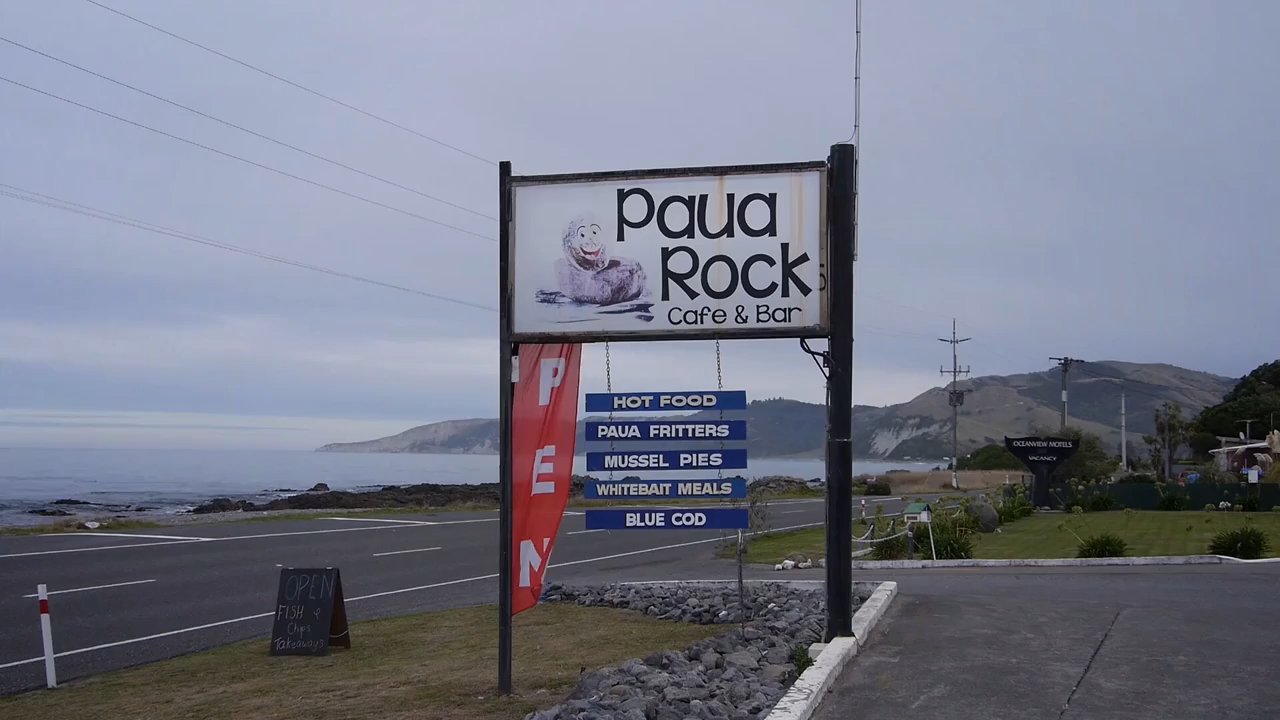 Paua
Rock
Cafe & Bar
HOT FOOD
PAUA FRITTERS
MUSSEL PIES
WHITEBAIT MEALS
BLUE COD
PEN
OPEN
FISH &
Chips
Takeaways
OCEANVIEW MOTELS
VACANCY